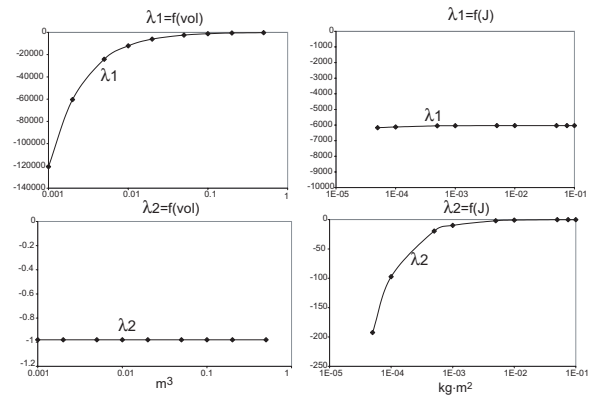 λ1=f(vol)
0
-20000
-40000
-60000
-80000
-100000
-120000
-140000
λ1
0.001
0.01
0.1
1
λ1=f(J)
0
-1000
-2000
-3000
-4000
-5000
-6000
-7000
-8000
-9000
-10000
λ1
1E-05
1E-04
1E-03
1E-02
1E-01
λ2=f(vol)
0
-0.2
-0.4
-0.6
-0.8
-1
-1.2
λ2
0.001
0.01
0.1
1
m³
λ2=f(J)
0
-50
-100
-150
-200
-250
λ2
1E-05
1E-04
1E-03
1E-02
1E-01
kg·m²